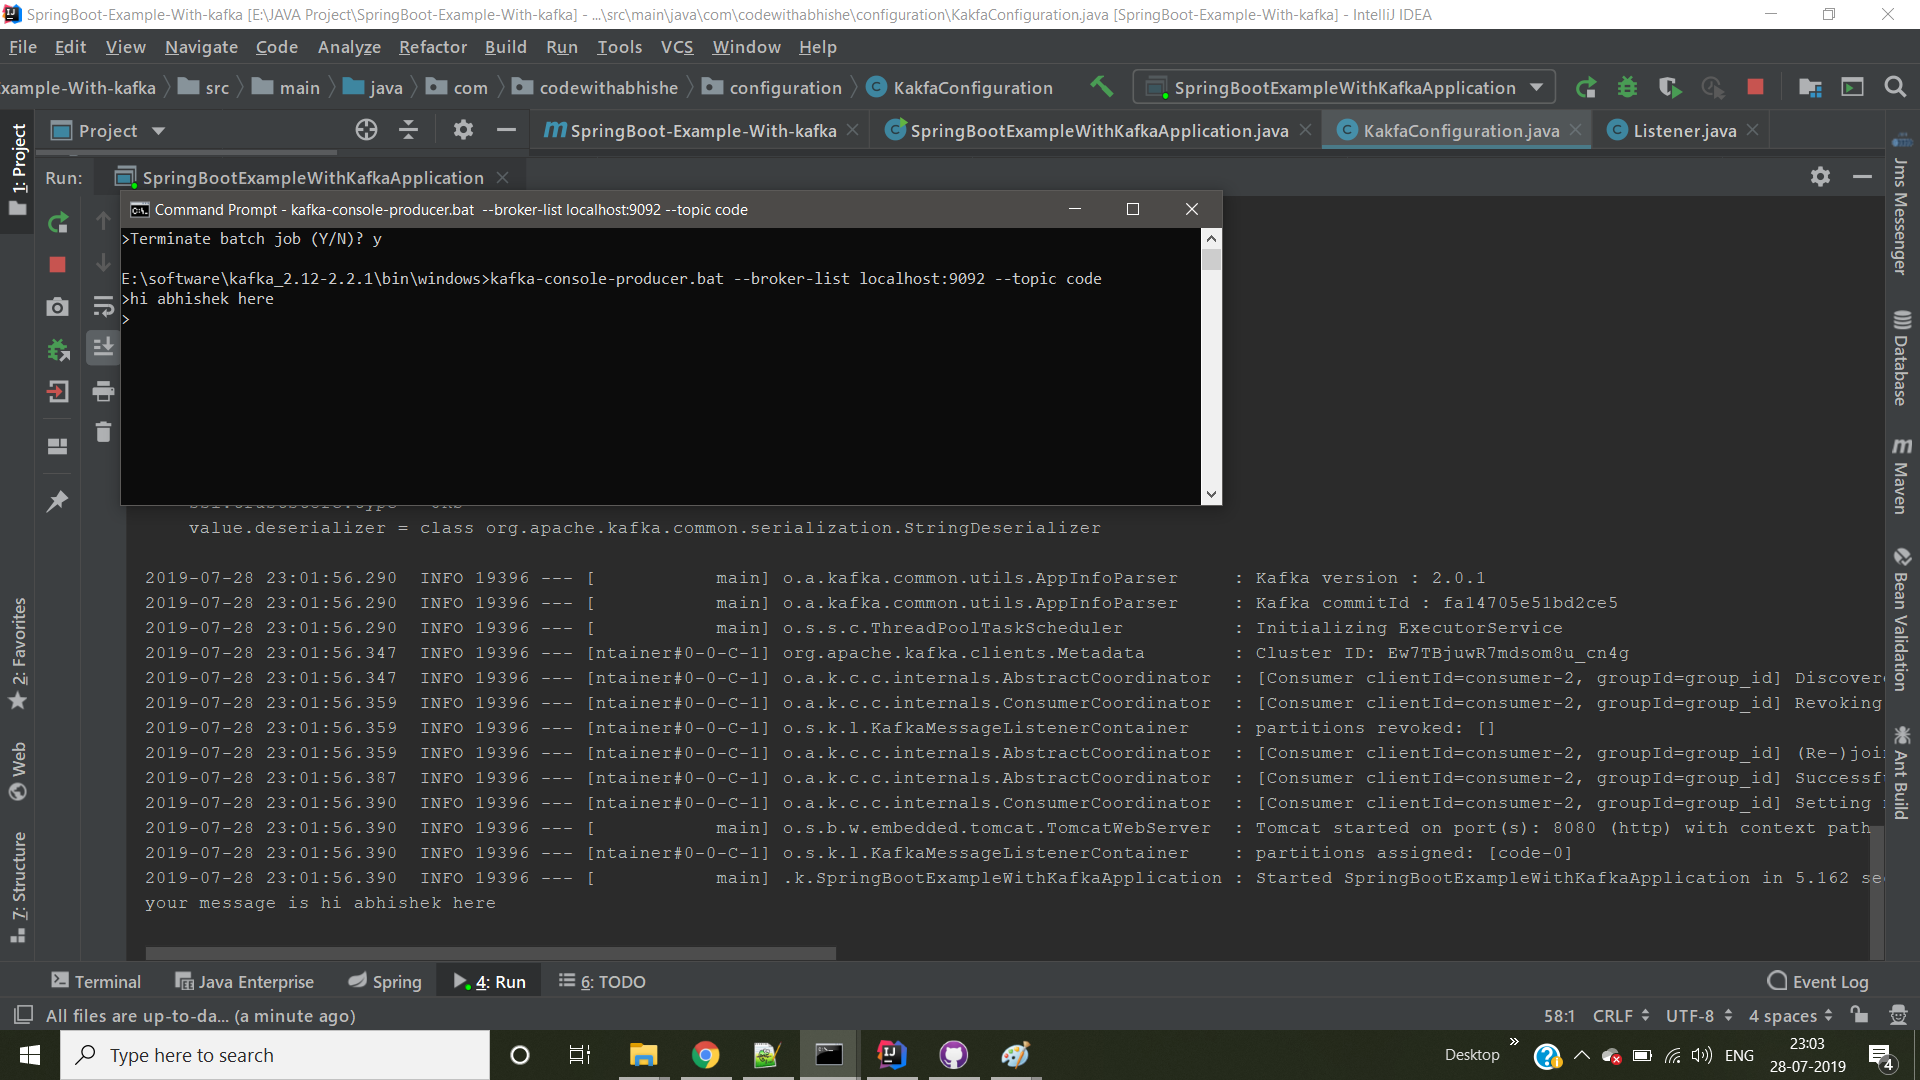 SpringBoot-Example-With-kafka [E:\JAVA Project\SpringBoot-Example-With-kafka] - ...\src\main\java\com\codewithabhishe\configuration\KakfaConfiguration.java [SpringBoot-Example-With-kafka] - IntelliJ IDEA
File Edit View Navigate Code Analyze Refactor Build Run Tools VCS Window Help
xample-With-kafka src main java com codewithabhishe configuration KakfaConfiguration SpringBootExampleWithKafkaApplication
Project SpringBoot-Example-With-kafka SpringBootExampleWithKafkaApplication.java KakfaConfiguration.java Listener.java
Run: SpringBootExampleWithKafkaApplication
Command Prompt - kafka-console-producer.bat --broker-list localhost:9092 --topic code
>Terminate batch job (Y/N)? y
E:\software\kafka_2.12-2.2.1\bin\windows>kafka-console-producer.bat --broker-list localhost:9092 --topic code
>hi abhishek here
>
value.deserializer = class org.apache.kafka.common.serialization.StringDeserializer
2019-07-28 23:01:56.290 INFO 19396 --- [ main] o.a.kafka.common.utils.AppInfoParser : Kafka version : 2.0.1
2019-07-28 23:01:56.290 INFO 19396 --- [ main] o.a.kafka.common.utils.AppInfoParser : Kafka commitId : fa14705e51bd2ce5
2019-07-28 23:01:56.290 INFO 19396 --- [ main] o.s.s.c.ThreadPoolTaskScheduler : Initializing ExecutorService
2019-07-28 23:01:56.347 INFO 19396 --- [ntainer#0-0-C-1] org.apache.kafka.clients.Metadata : Cluster ID: Ew7TBjuwR7mdsom8u_cn4g
2019-07-28 23:01:56.347 INFO 19396 --- [ntainer#0-0-C-1] o.a.k.c.c.internals.AbstractCoordinator : [Consumer clientId=consumer-2, groupId=group_id] Discover
2019-07-28 23:01:56.359 INFO 19396 --- [ntainer#0-0-C-1] o.a.k.c.c.internals.ConsumerCoordinator : [Consumer clientId=consumer-2, groupId=group_id] Revoking
2019-07-28 23:01:56.359 INFO 19396 --- [ntainer#0-0-C-1] o.s.k.l.KafkaMessageListenerContainer : partitions revoked: []
2019-07-28 23:01:56.359 INFO 19396 --- [ntainer#0-0-C-1] o.a.k.c.c.internals.AbstractCoordinator : [Consumer clientId=consumer-2, groupId=group_id] (Re-)joi
2019-07-28 23:01:56.387 INFO 19396 --- [ntainer#0-0-C-1] o.a.k.c.c.internals.AbstractCoordinator : [Consumer clientId=consumer-2, groupId=group_id] Successf
2019-07-28 23:01:56.390 INFO 19396 --- [ntainer#0-0-C-1] o.a.k.c.c.internals.ConsumerCoordinator : [Consumer clientId=consumer-2, groupId=group_id] Setting
2019-07-28 23:01:56.390 INFO 19396 --- [ main] o.s.b.w.embedded.tomcat.TomcatWebServer : Tomcat started on port(s): 8080 (http) with context path
2019-07-28 23:01:56.390 INFO 19396 --- [ntainer#0-0-C-1] o.s.k.l.KafkaMessageListenerContainer : partitions assigned: [code-0]
2019-07-28 23:01:56.390 INFO 19396 --- [ main] .k.SpringBootExampleWithKafkaApplication : Started SpringBootExampleWithKafkaApplication in 5.162 se
your message is hi abhishek here
1: Project
2: Favorites
Web
7: Structure
Jms Messenger
Database
Maven
Bean Validation
Ant Build
Terminal Java Enterprise Spring 4: Run 6: TODO Event Log
All files are up-to-da... (a minute ago) 58:1 CRLF UTF-8 4 spaces
Type here to search Desktop ENG 23:03
28-07-2019 4